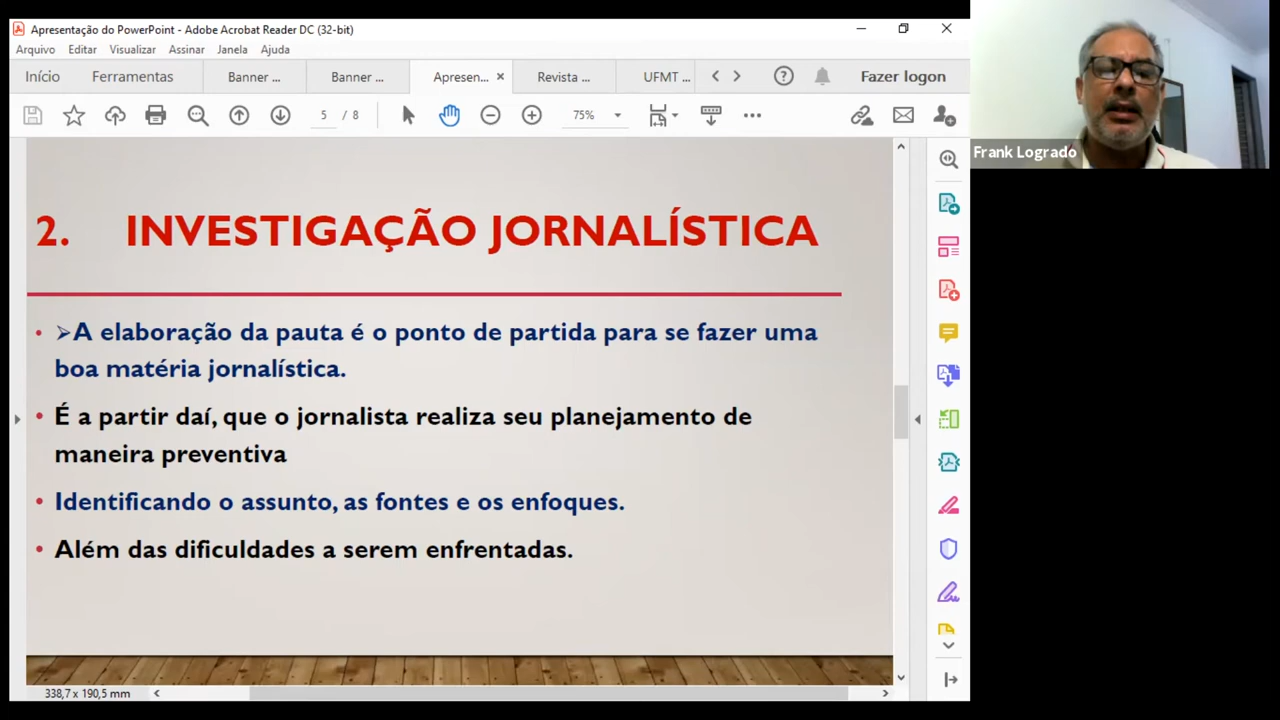 Apresentação do PowerPoint - Adobe Acrobat Reader DC (32-bit)
Arquivo Editar Visualizar Assinar Janela Ajuda
Início Ferramentas Banner ... Banner ... Apresen... × Revista ... UFMT ... Fazer logon
5 / 8 75%
Frank Logrado
2. INVESTIGAÇÃO JORNALÍSTICA
• ➢A elaboração da pauta é o ponto de partida para se fazer uma
boa matéria jornalística.
• É a partir daí, que o jornalista realiza seu planejamento de
maneira preventiva
• Identificando o assunto, as fontes e os enfoques.
• Além das dificuldades a serem enfrentadas.
338,7 x 190,5 mm